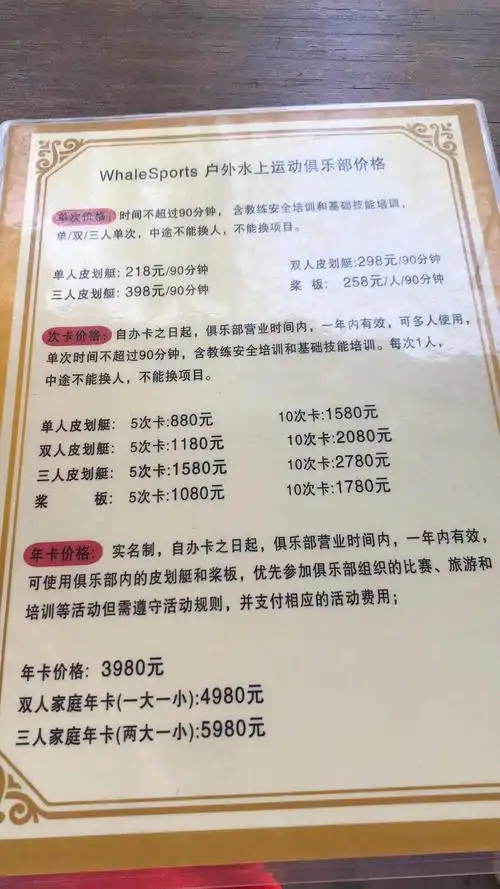 WhaleSports 户外水上运动俱乐部价格
单次价格：时间不超过90分钟，含教练安全培训和基础技能培训，
单/双/三人单次，中途不能换人，不能换项目。
单人皮划艇：218元/90分钟 双人皮划艇：298元/90分钟
三人皮划艇：398元/90分钟 桨 板： 258元/人/90分钟
次卡价格：自办卡之日起，俱乐部营业时间内，一年内有效，可多人使用，
单次时间不超过90分钟，含教练安全培训和基础技能培训。每次1人，
中途不能换人，不能换项目。
单人皮划艇： 5次卡:880元 10次卡:1580元
双人皮划艇： 5次卡:1180元 10次卡:2080元
三人皮划艇： 5次卡:1580元 10次卡:2780元
桨 板： 5次卡:1080元 10次卡:1780元
年卡价格： 实名制，自办卡之日起，俱乐部营业时间内，一年内有效，
可使用俱乐部内的皮划艇和桨板，优先参加俱乐部组织的比赛、旅游和
培训等活动但需遵守活动规则，并支付相应的活动费用；
年卡价格：3980元
双人家庭年卡(一大一小):4980元
三人家庭年卡(两大一小):5980元